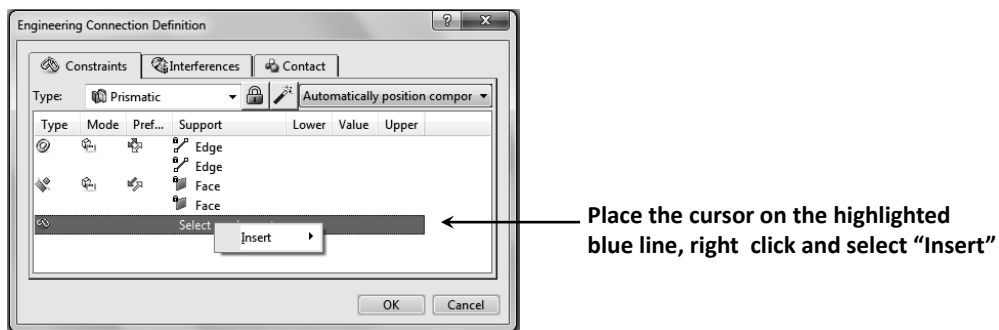 Engineering Connection Definition
Constraints Interferences Contact
Type: Prismatic Automatically position compor
Type Mode Pref... Support Lower Value Upper
Edge
Edge
Face
Face
Select
Insert
OK Cancel
Place the cursor on the highlighted
blue line, right click and select “Insert”